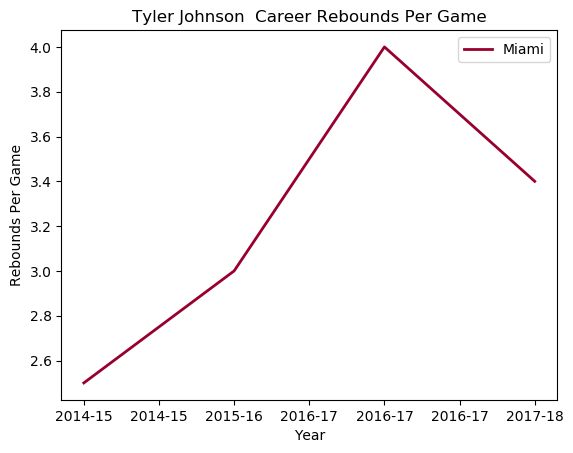 Tyler Johnson  Career Rebounds Per Game
Miami
Rebounds Per Game
4.0
3.8
3.6
3.4
3.2
3.0
2.8
2.6
2014-15 2014-15 2015-16 2016-17 2016-17 2016-17 2017-18
Year